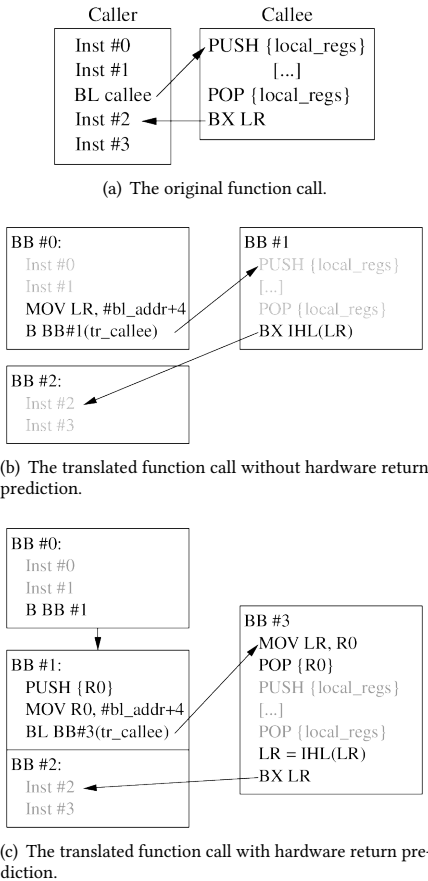 Caller
Callee
Inst #0
Inst #1
BL callee
Inst #2
Inst #3
PUSH {local_regs}
[...]
POP {local_regs}
BX LR
(a) The original function call.
BB #0:
Inst #0
Inst #1
MOV LR, #bl_addr+4
B BB#1(tr_callee)
BB #1
PUSH {local_regs}
[...]
POP {local_regs}
BX IHL(LR)
BB #2:
Inst #2
Inst #3
(b) The translated function call without hardware return
prediction.
BB #0:
Inst #0
Inst #1
B BB #1
BB #1:
PUSH {R0}
MOV R0, #bl_addr+4
BL BB#3(tr_callee)
BB #2:
Inst #2
Inst #3
BB #3
MOV LR, R0
POP {R0}
PUSH {local_regs}
[...]
POP {local_regs}
LR = IHL(LR)
BX LR
(c) The translated function call with hardware return pre-
diction.